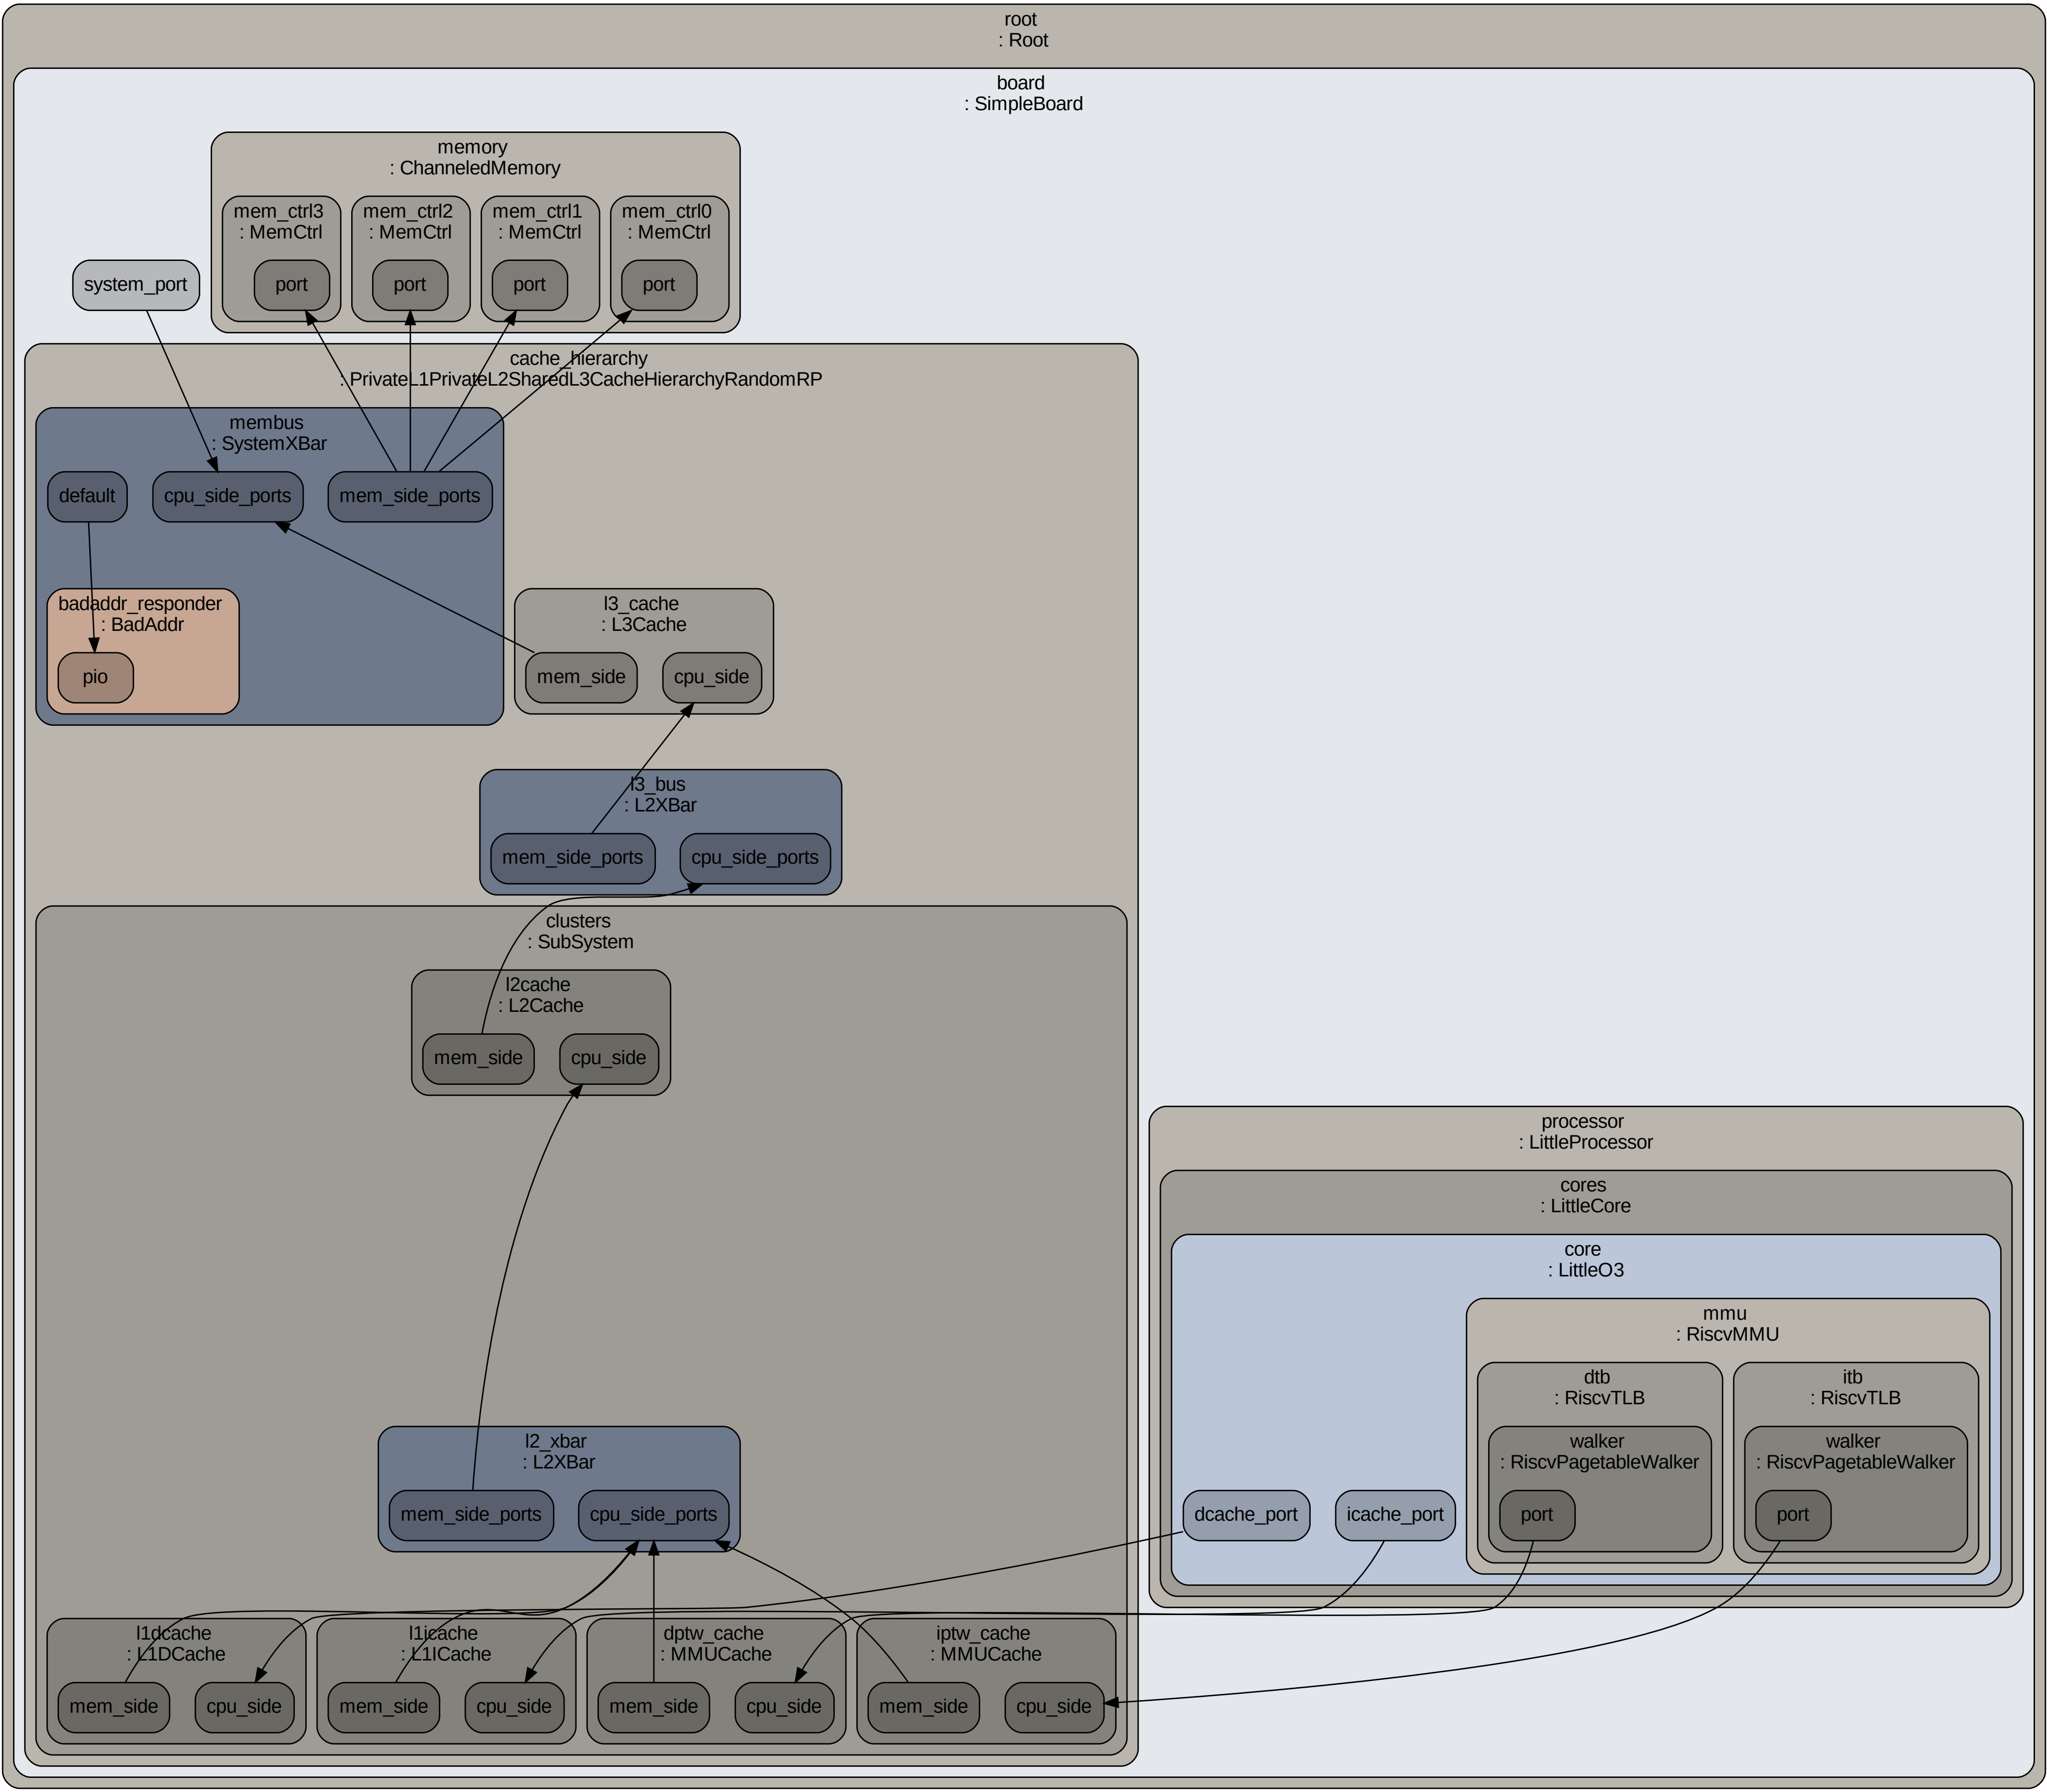 root
: Root
board
: SimpleBoard
memory
: ChanneledMemory
mem_ctrl3
: MemCtrl
port
mem_ctrl2
: MemCtrl
port
mem_ctrl1
: MemCtrl
port
mem_ctrl0
: MemCtrl
port
system_port
cache_hierarchy
: PrivateL1PrivateL2SharedL3CacheHierarchyRandomRP
membus
: SystemXBar
default
cpu_side_ports
mem_side_ports
badaddr_responder
: BadAddr
pio
l3_cache
: L3Cache
mem_side
cpu_side
l3_bus
: L2XBar
mem_side_ports
cpu_side_ports
clusters
: SubSystem
l2cache
: L2Cache
mem_side
cpu_side
l2_xbar
: L2XBar
mem_side_ports
cpu_side_ports
l1dcache
: L1DCache
mem_side
cpu_side
l1icache
: L1ICache
mem_side
cpu_side
dptw_cache
: MMUCache
mem_side
cpu_side
iptw_cache
: MMUCache
mem_side
cpu_side
processor
: LittleProcessor
cores
: LittleCore
core
: LittleO3
mmu
: RiscvMMU
dtb
: RiscvTLB
walker
: RiscvPagetableWalker
port
itb
: RiscvTLB
walker
: RiscvPagetableWalker
port
dcache_port
icache_port